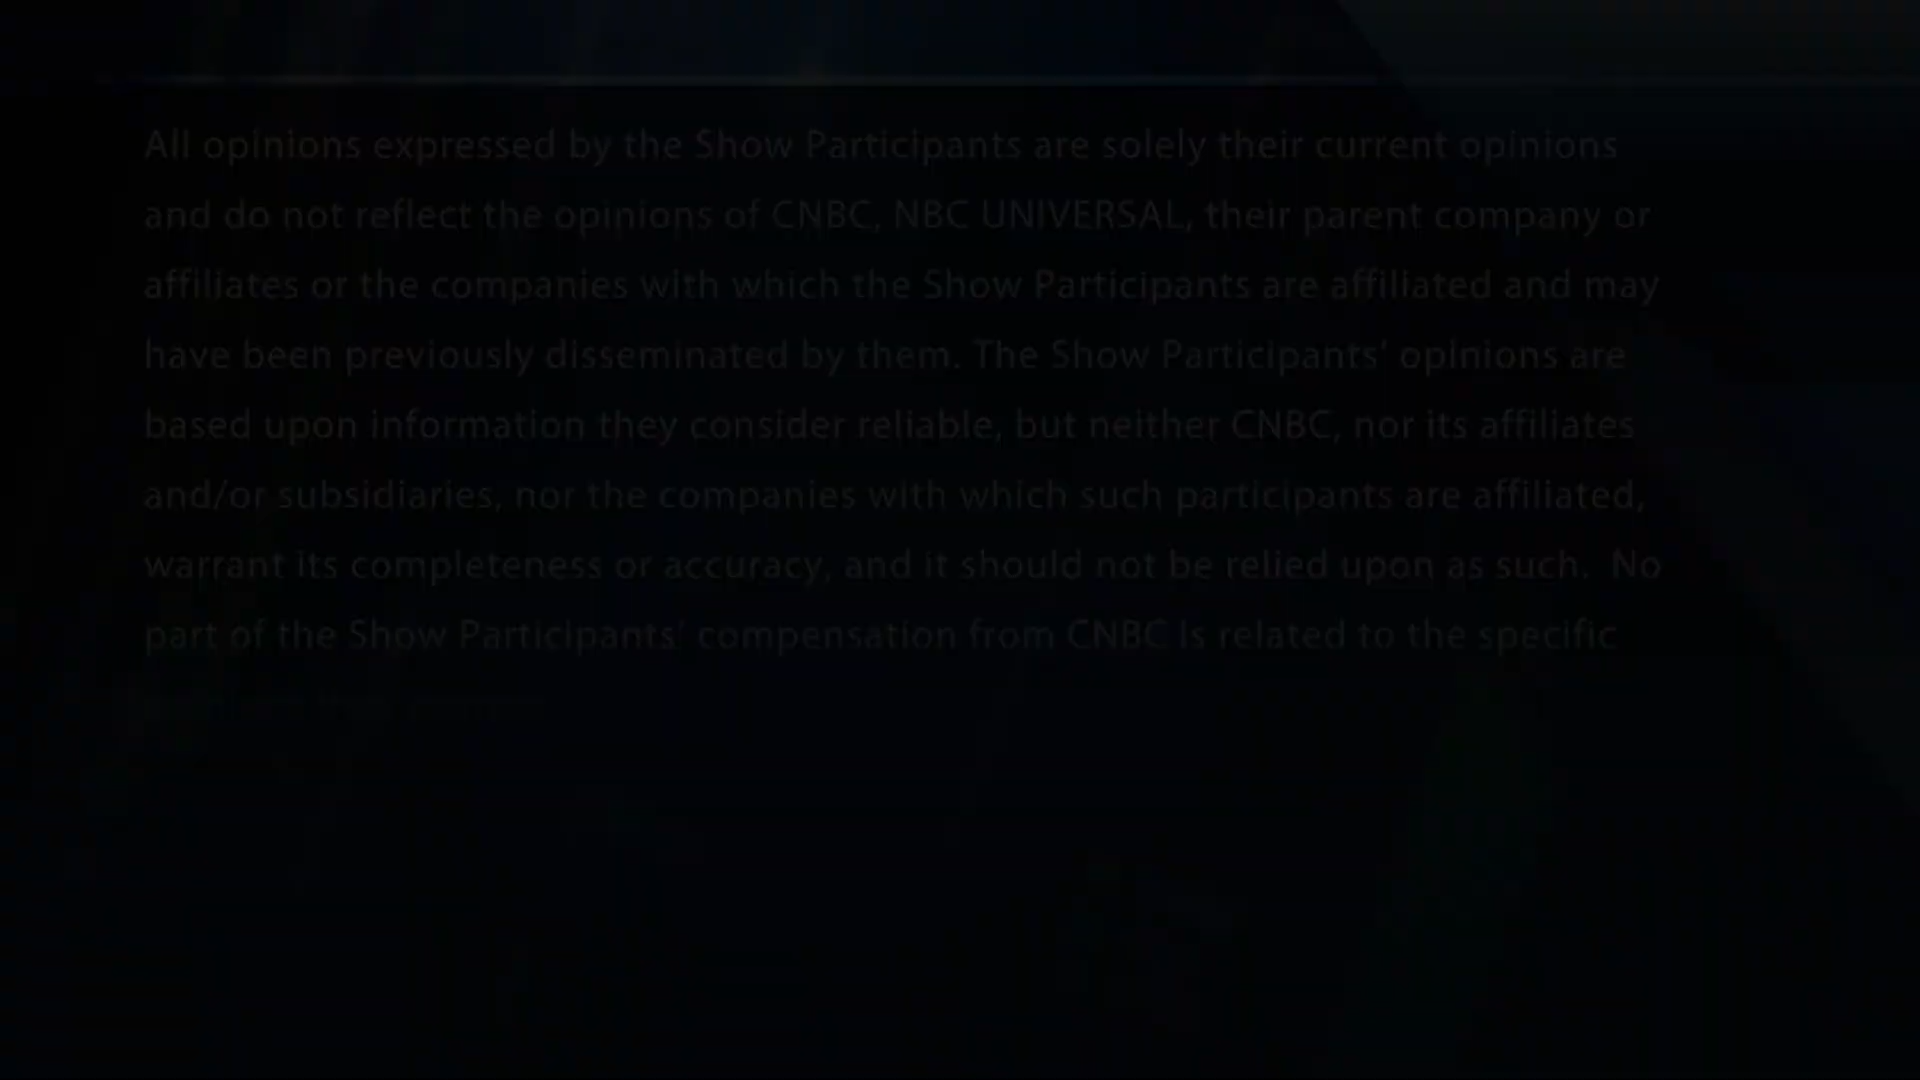 All opinions expressed by the Show Participants are solely their current opinions
and do not reflect the opinions of CNBC, NBC UNIVERSAL, their parent company or
affiliates or the companies with which the Show Participants are affiliated and may
have been previously disseminated by them. The Show Participants' opinions are
based upon information they consider reliable, but neither CNBC, nor its affiliates
and/or subsidiaries, nor the companies with which such participants are affiliated,
warrant its completeness or accuracy, and it should not be relied upon as such. No
part of the Show Participants' compensation from CNBC is related to the specific